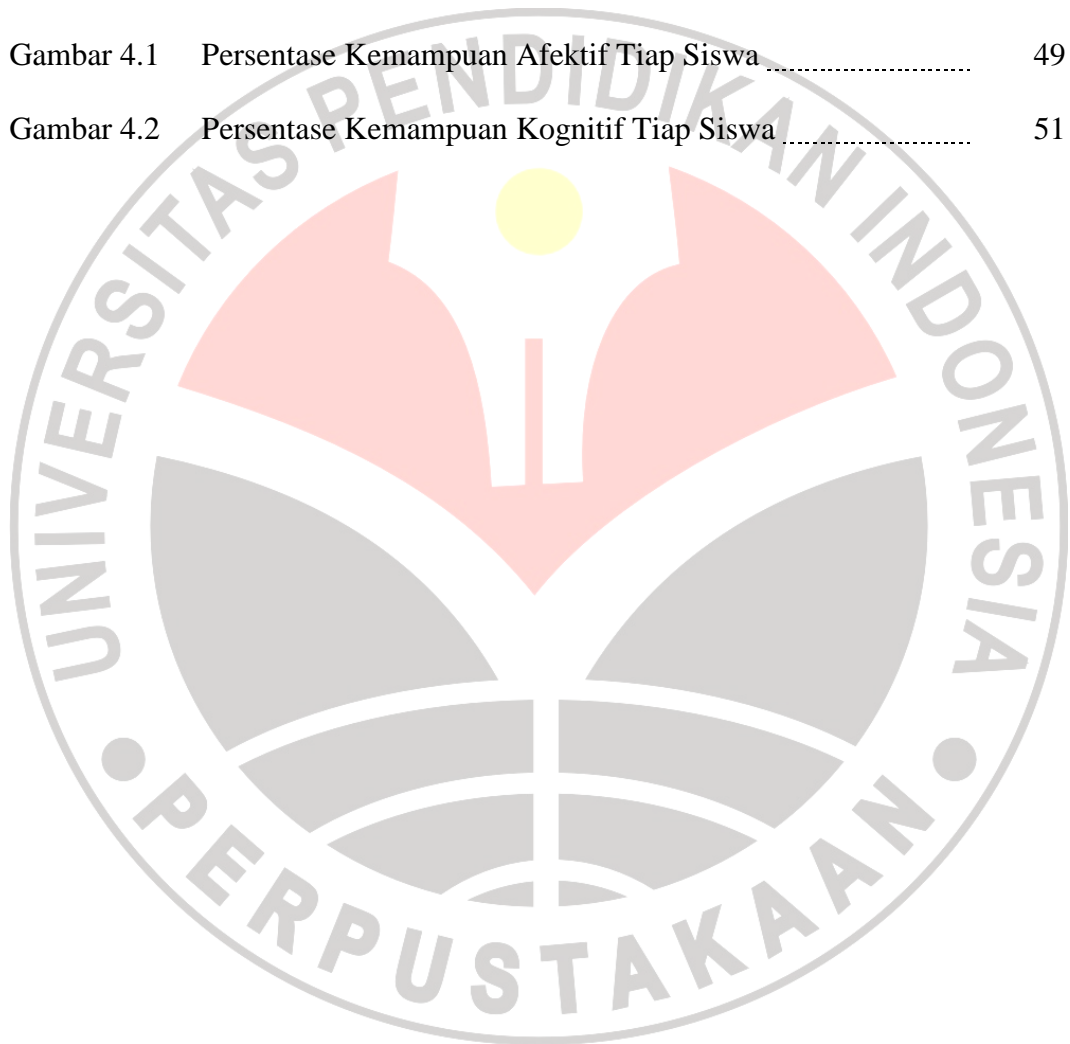 Gambar 4.1 Persentase Kemampuan Afektif Tiap Siswa 49
Gambar 4.2 Persentase Kemampuan Kognitif Tiap Siswa 51
UNIVERSITAS PENDIDIKAN INDONESIA
PERPUSTAKAAN